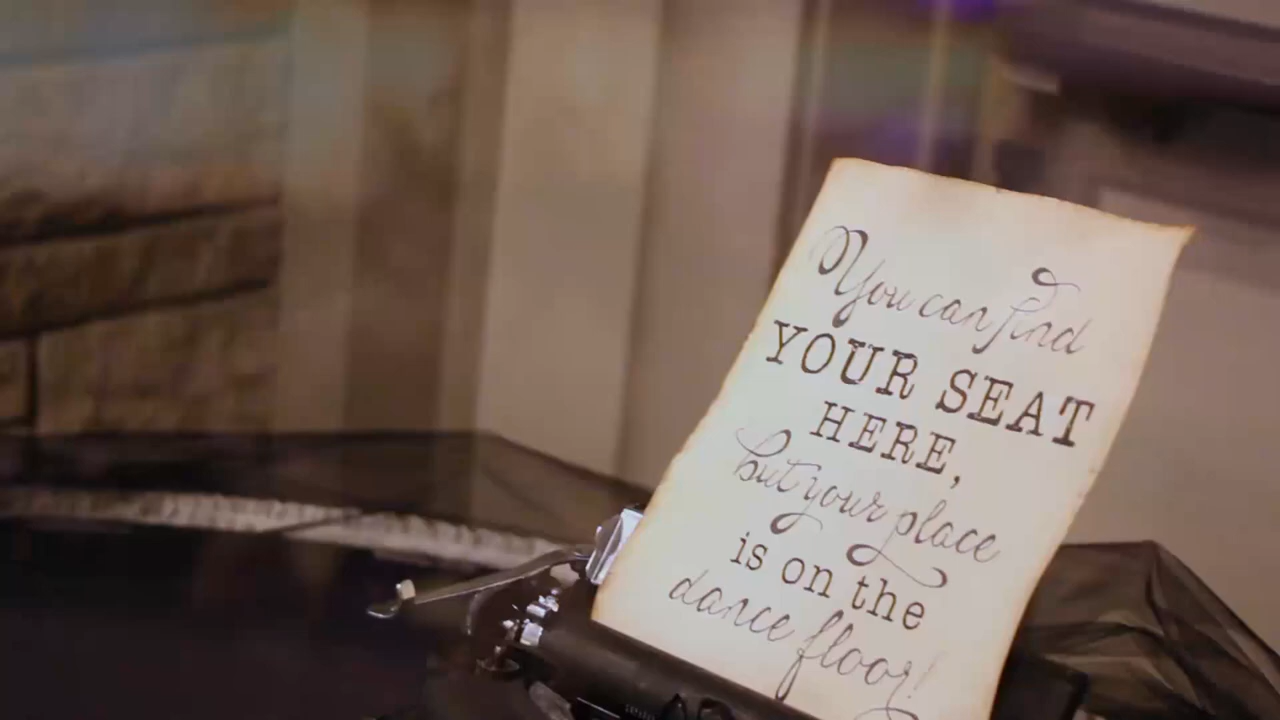 You can find
YOUR SEAT
HERE,
but your place
is on the
dance floor!